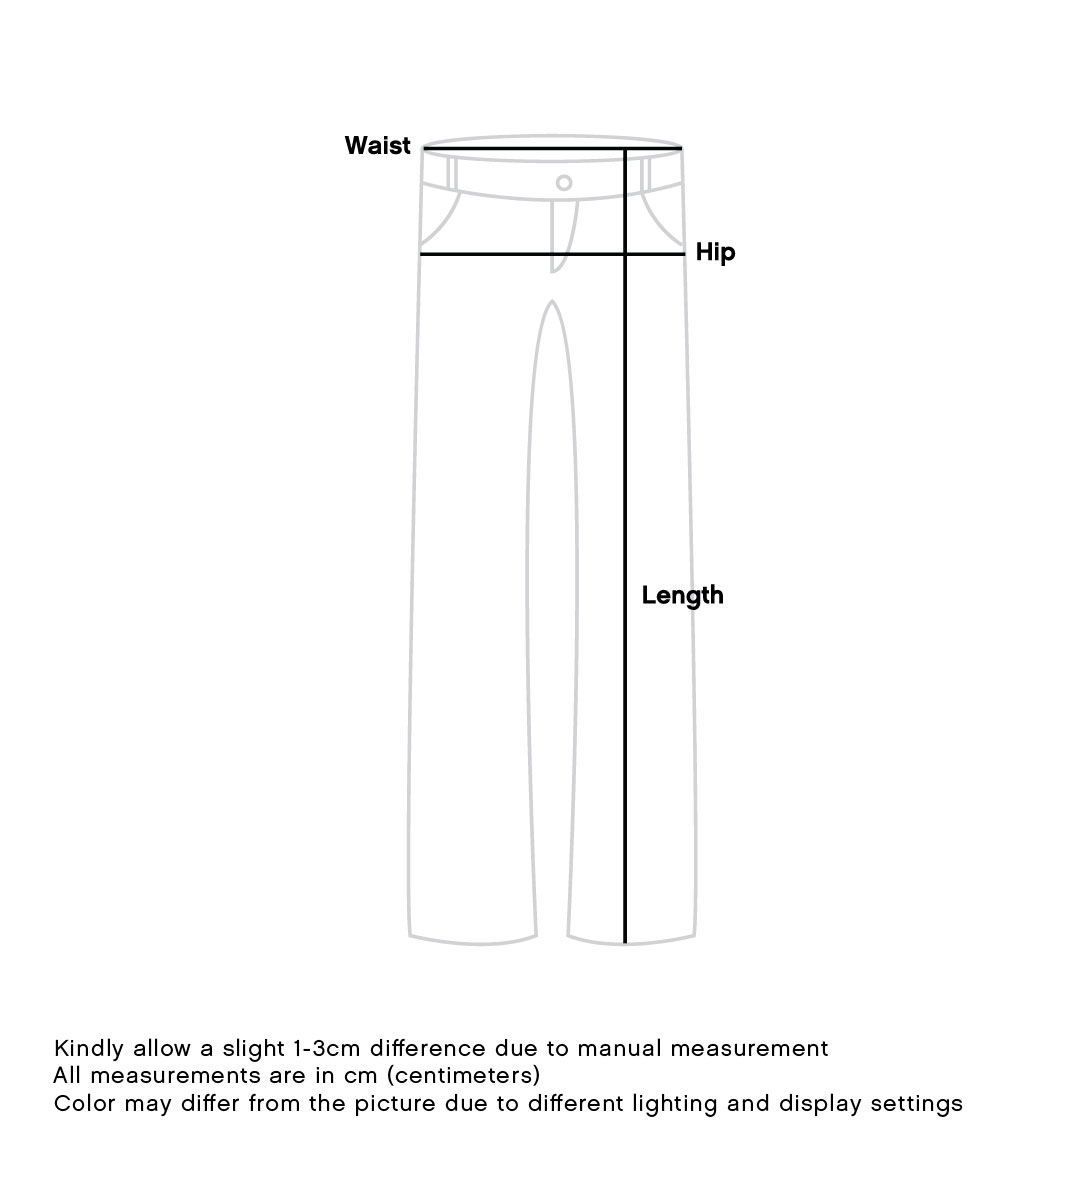 Waist
Hip
Length
Kindly allow a slight 1-3cm difference due to manual measurement
All measurements are in cm (centimeters)
Color may differ from the picture due to different lighting and display settings